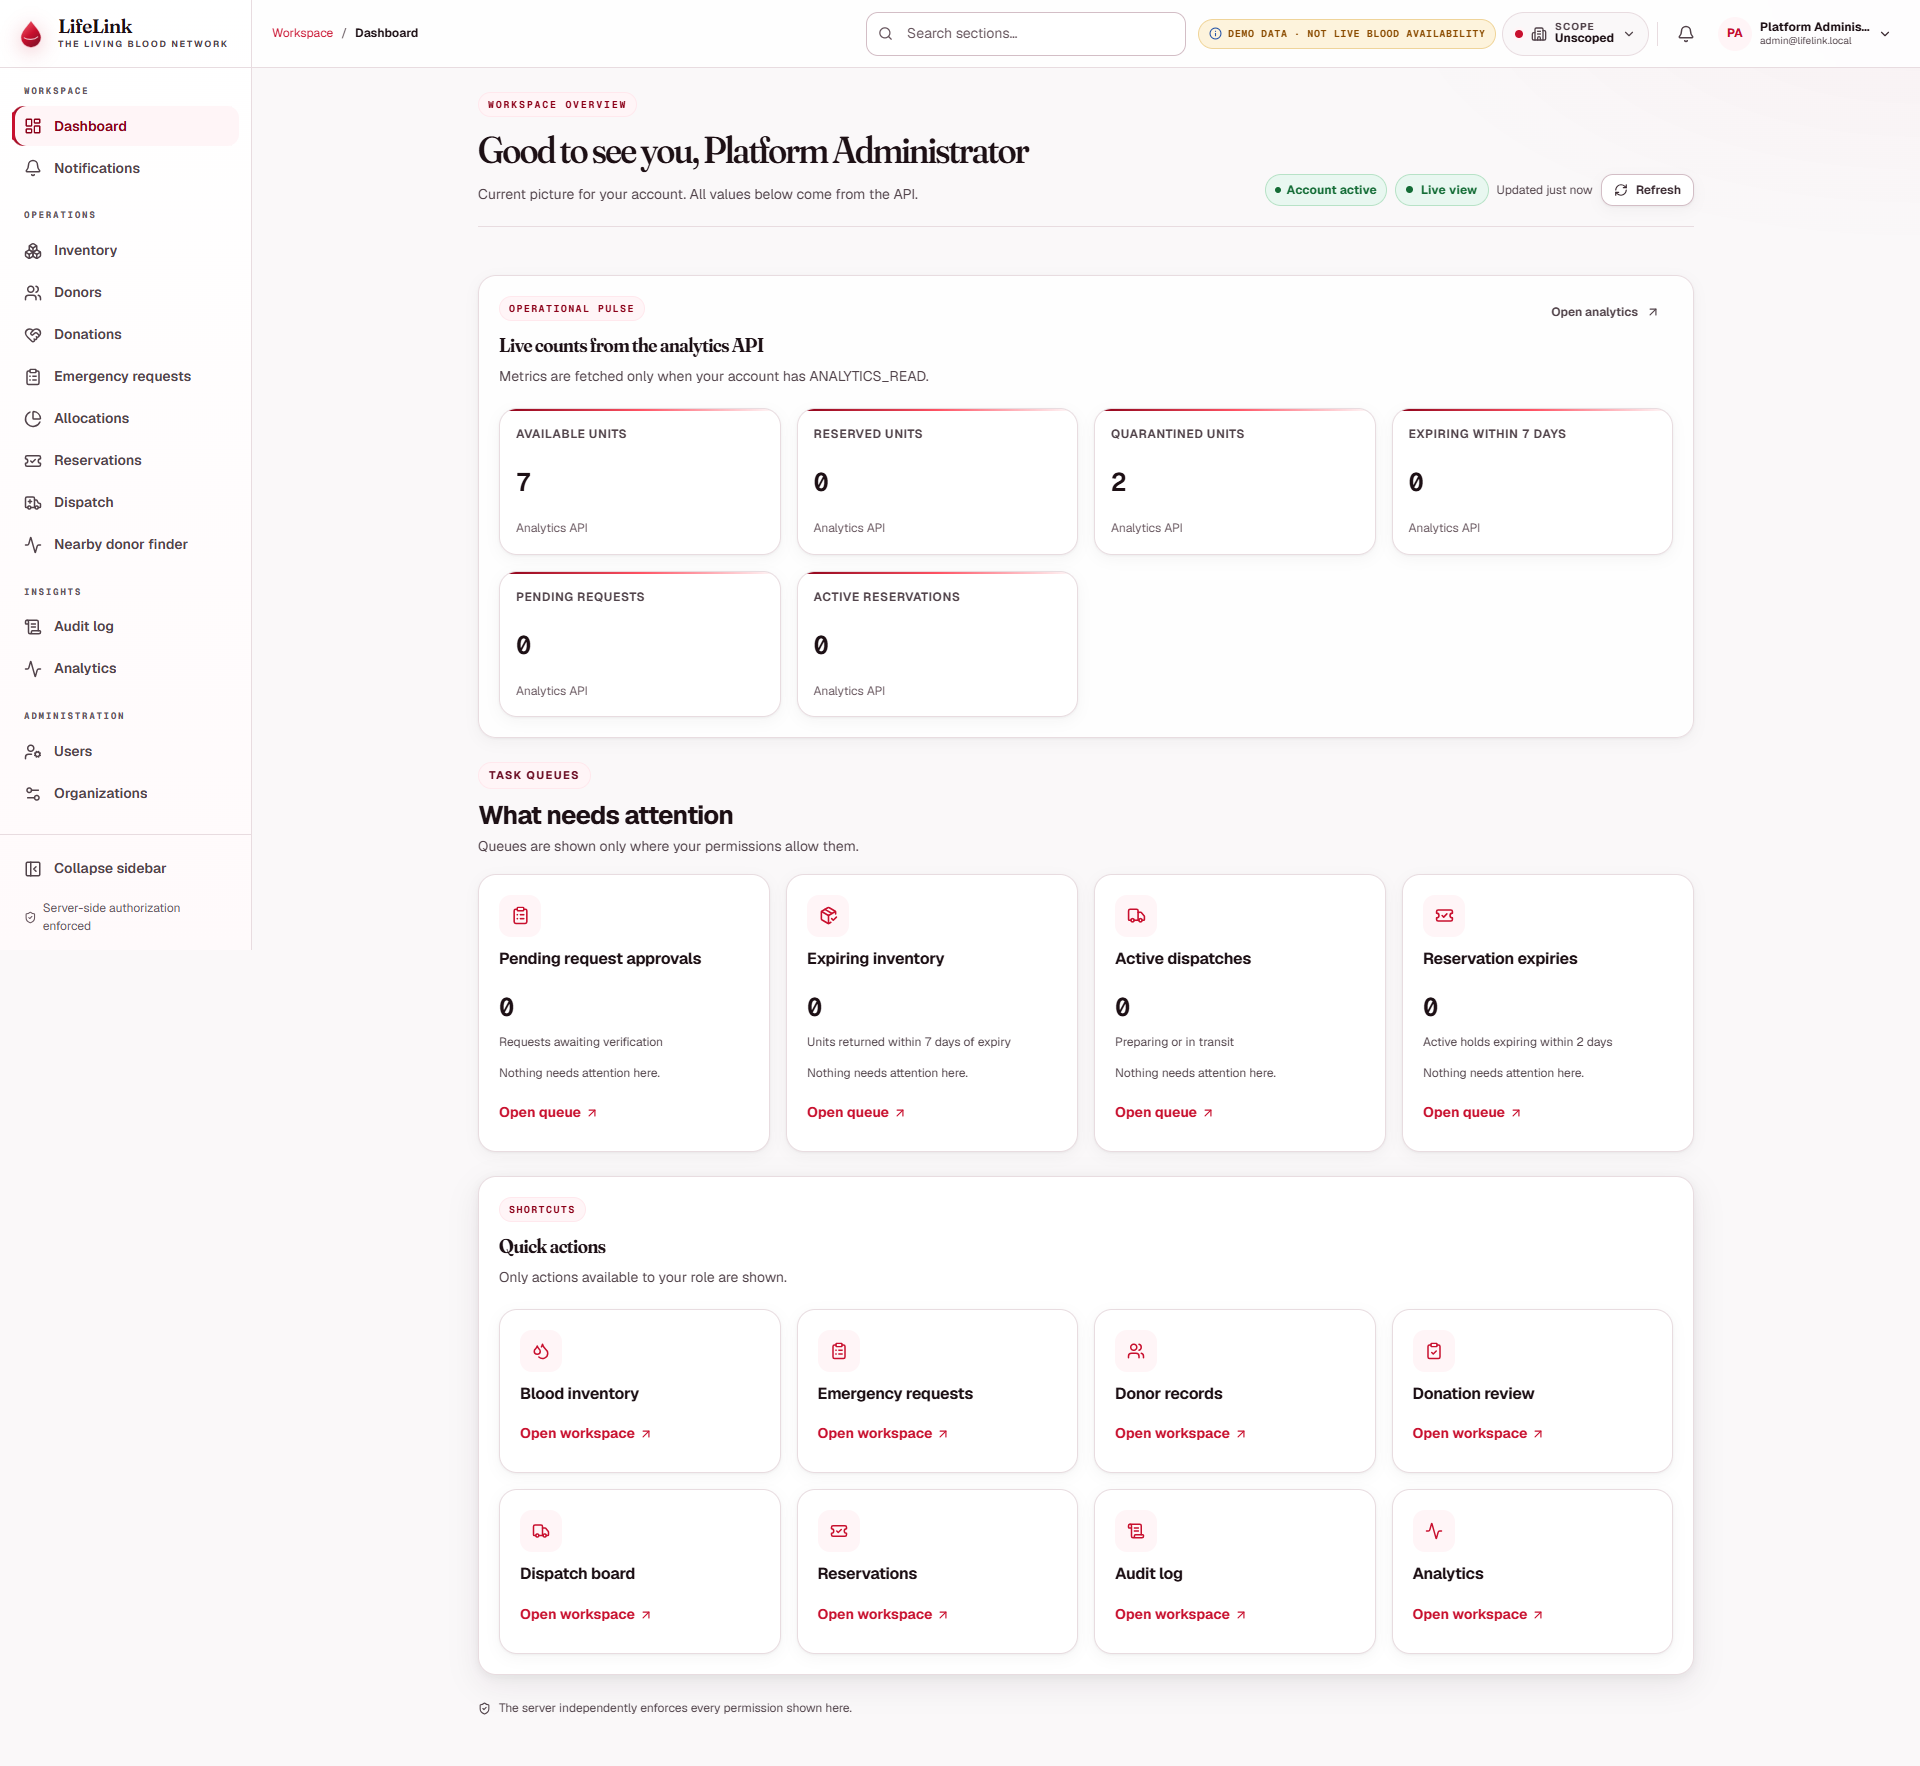 LifeLink
THE LIVING BLOOD NETWORK
Workspace / Dashboard
Search sections...
DEMO DATA · NOT LIVE BLOOD AVAILABILITY
SCOPE
Unscoped
PA
Platform Adminis...
admin@lifelink.local
WORKSPACE
Dashboard
Notifications
OPERATIONS
Inventory
Donors
Donations
Emergency requests
Allocations
Reservations
Dispatch
Nearby donor finder
INSIGHTS
Audit log
Analytics
ADMINISTRATION
Users
Organizations
Collapse sidebar
Server-side authorization
enforced
WORKSPACE OVERVIEW
Good to see you, Platform Administrator
Current picture for your account. All values below come from the API.
Account active
Live view
Updated just now
Refresh
OPERATIONAL PULSE
Open analytics
Live counts from the analytics API
Metrics are fetched only when your account has ANALYTICS_READ.
AVAILABLE UNITS
7
Analytics API
RESERVED UNITS
0
Analytics API
QUARANTINED UNITS
2
Analytics API
EXPIRING WITHIN 7 DAYS
0
Analytics API
PENDING REQUESTS
0
Analytics API
ACTIVE RESERVATIONS
0
Analytics API
TASK QUEUES
What needs attention
Queues are shown only where your permissions allow them.
Pending request approvals
0
Requests awaiting verification
Nothing needs attention here.
Open queue
Expiring inventory
0
Units returned within 7 days of expiry
Nothing needs attention here.
Open queue
Active dispatches
0
Preparing or in transit
Nothing needs attention here.
Open queue
Reservation expiries
0
Active holds expiring within 2 days
Nothing needs attention here.
Open queue
SHORTCUTS
Quick actions
Only actions available to your role are shown.
Blood inventory
Open workspace
Emergency requests
Open workspace
Donor records
Open workspace
Donation review
Open workspace
Dispatch board
Open workspace
Reservations
Open workspace
Audit log
Open workspace
Analytics
Open workspace
The server independently enforces every permission shown here.